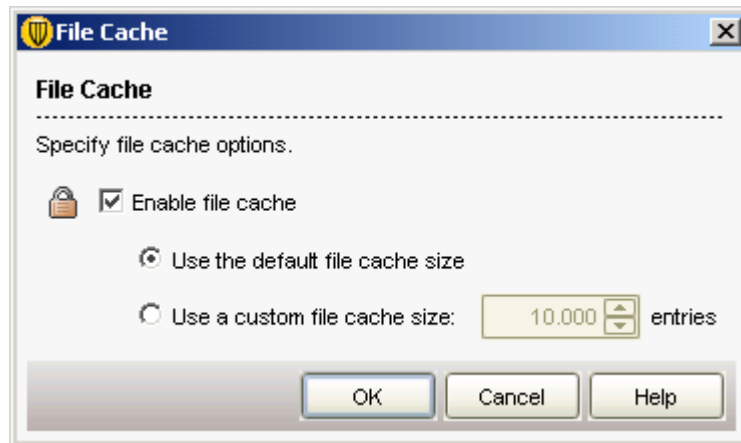 File Cache
File Cache
Specify file cache options.
Enable file cache
Use the default file cache size
Use a custom file cache size: 10.000 entries
OK Cancel Help